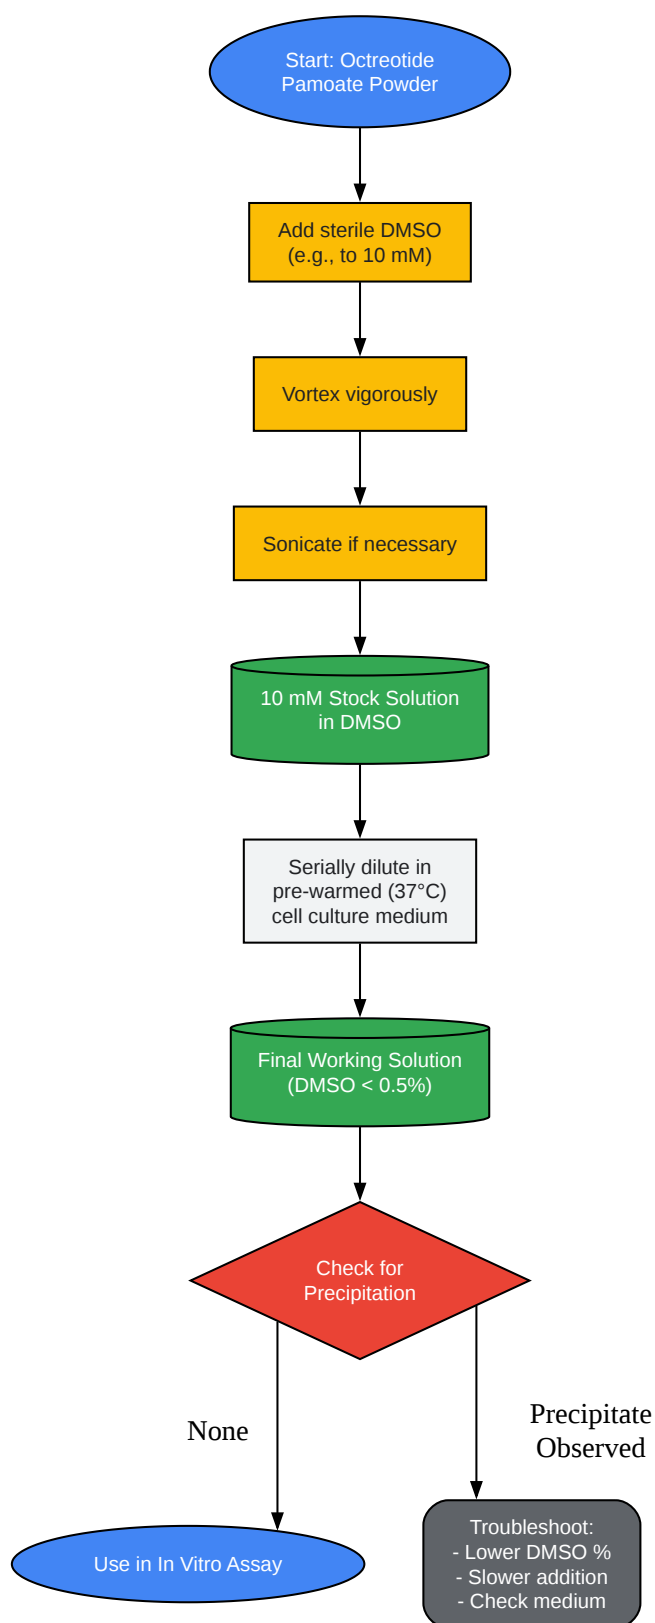 Start: Octreotide
Pamoate Powder
Add sterile DMSO
(e.g., to 10 mM)
Vortex vigorously
Sonicate if necessary
10 mM Stock Solution
in DMSO
Serially dilute in
pre-warmed (37°C)
cell culture medium
Final Working Solution
(DMSO < 0.5%)
Check for
Precipitation
None
Precipitate
Observed
Use in In Vitro Assay
Troubleshoot:
- Lower DMSO %
- Slower addition
- Check medium